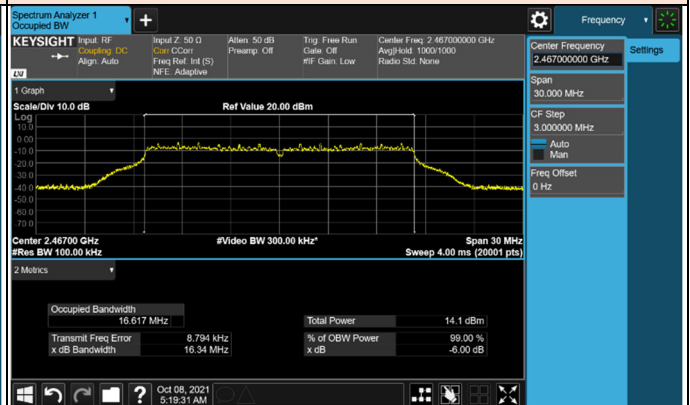 Spectrum Analyzer 1
Occupied BW
+
Frequency
KEYSIGHT
Input: RF
Coupling: DC
Align: Auto
Input Z: 50 Ω
Corr CCorr
Freq Ref: Int (S)
NFE: Adaptive
Atten: 50 dB
Preamp: Off
Trig: Free Run
Gate: Off
#IF Gain: Low
Center Freq: 2.467000000 GHz
Avg|Hold: 1000/1000
Radio Std: None
LXI
Center Frequency
2.467000000 GHz
Settings
Span
30.000 MHz
CF Step
3.000000 MHz
Auto
Man
Freq Offset
0 Hz
1 Graph
Scale/Div 10.0 dB
Ref Value 20.00 dBm
Log
10.0
0.00
-10.0
-20.0
-30.0
-40.0
-50.0
-60.0
-70.0
Center 2.46700 GHz
#Video BW 300.00 kHz*
Span 30 MHz
#Res BW 100.00 kHz
Sweep 4.00 ms (20001 pts)
2 Metrics
Occupied Bandwidth
16.617 MHz
Total Power 14.1 dBm
Transmit Freq Error 8.794 kHz
% of OBW Power 99.00 %
x dB Bandwidth 16.34 MHz
x dB -6.00 dB
?
Oct 08, 2021
5:19:31 AM